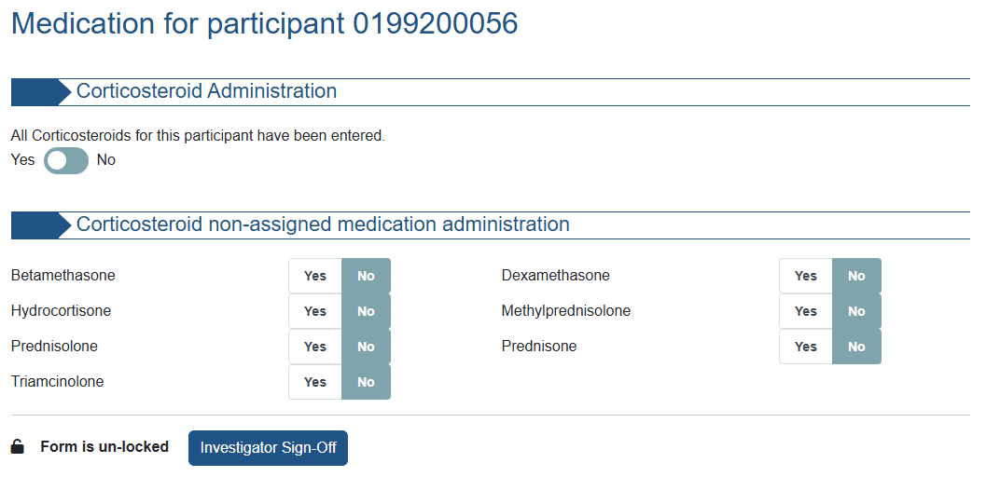 Medication for participant 0199200056
Corticosteroid Administration
All Corticosteroids for this participant have been entered.
Yes No
Corticosteroid non-assigned medication administration
Betamethasone Yes No Dexamethasone Yes No
Hydrocortisone Yes No Methylprednisolone Yes No
Prednisolone Yes No Prednisone Yes No
Triamcinolone Yes No
Form is un-locked Investigator Sign-Off